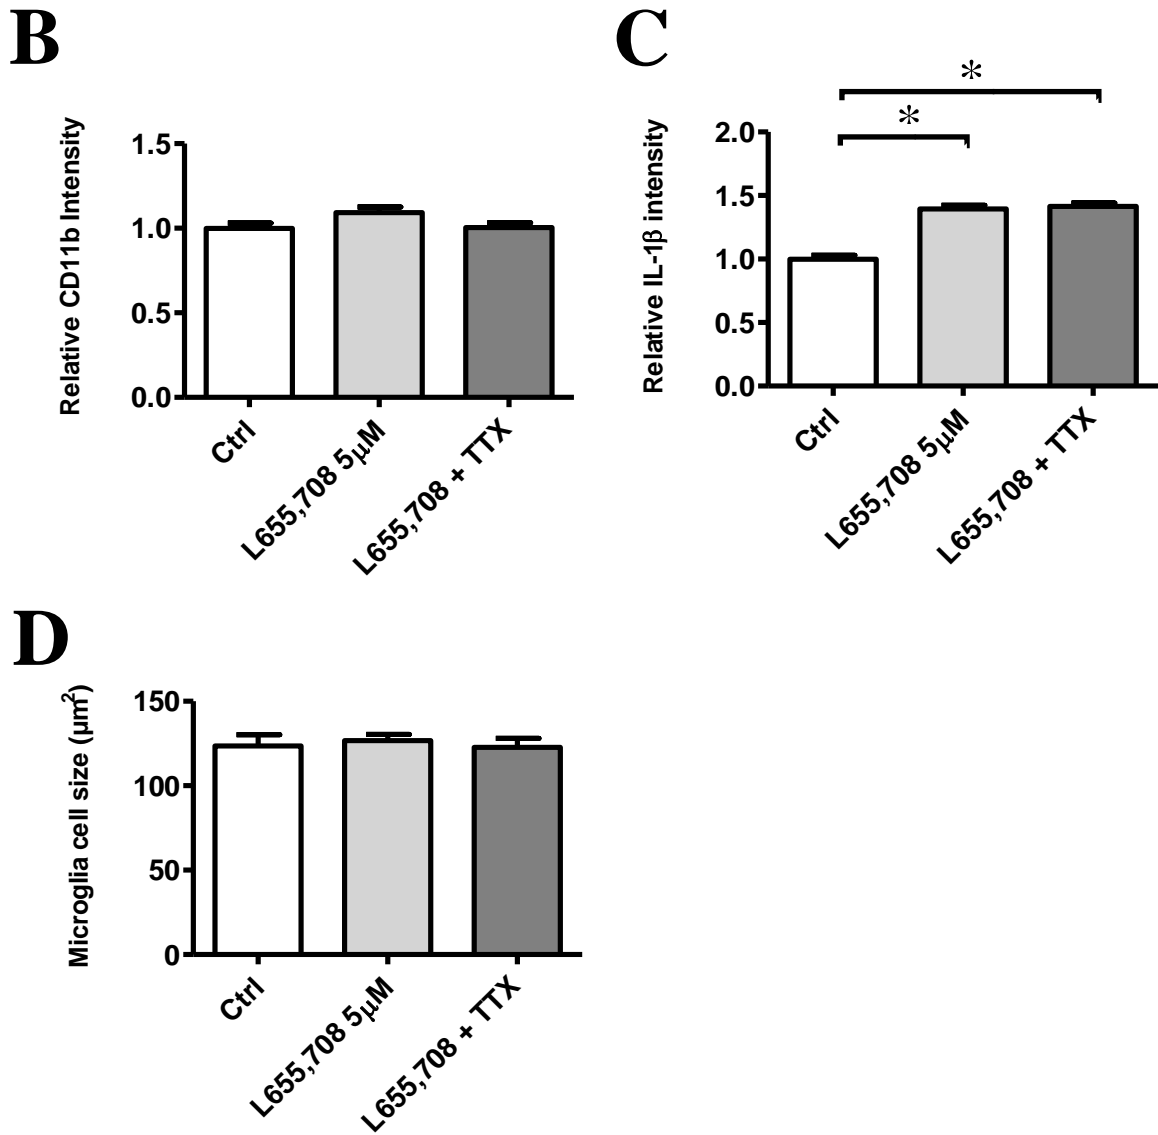 B
Relative CD11b Intensity
1.5
1.0
0.5
0.0
Ctrl
L655,708 5μM
L655,708 + TTX
C
Relative IL-1β intensity
2.0
1.5
1.0
0.5
0.0
*
*
Ctrl
L655,708 5μM
L655,708 + TTX
D
Microglia cell size (µm²)
150
100
50
0
Ctrl
L655,708 5μM
L655,708 + TTX